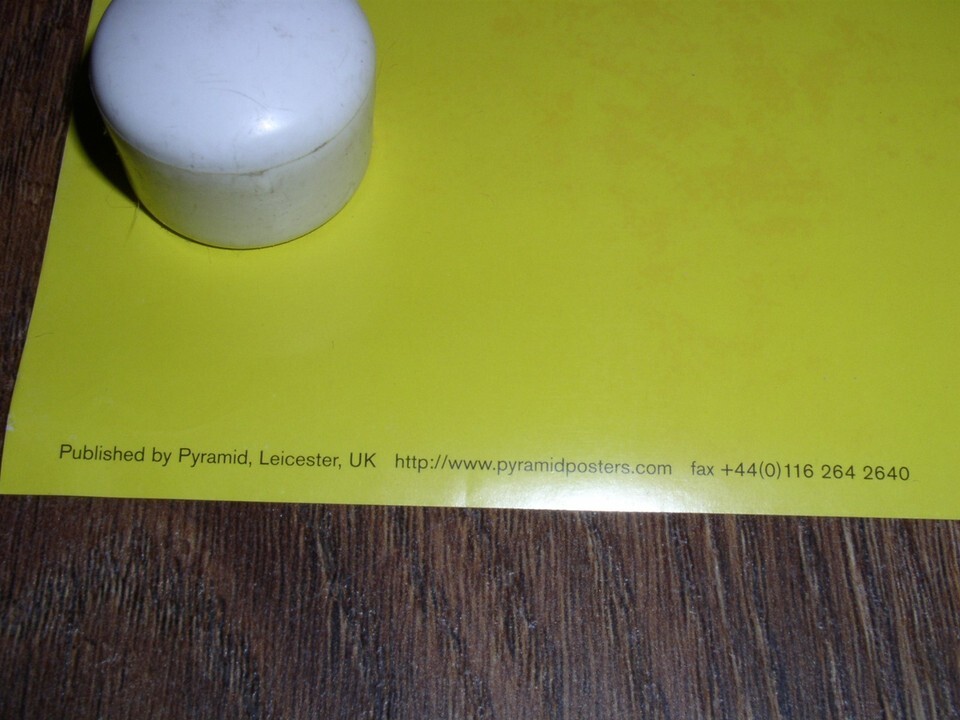 Published by Pyramid, Leicester, UK http://www.pyramidposters.com fax +44(0)116 264 2640